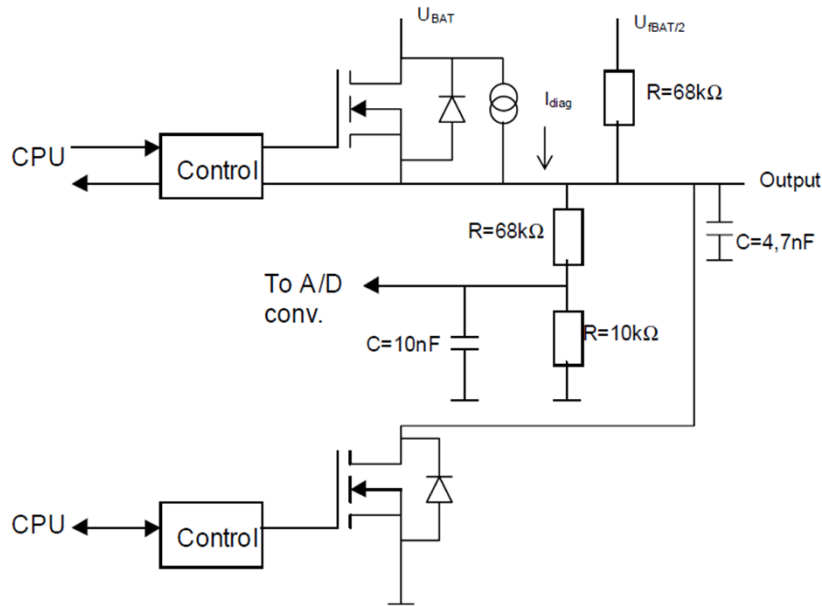 U_BAT
U_fBAT/2
I_diag
R=68kΩ
CPU
Control
Output
R=68kΩ
C=4,7nF
To A/D
conv.
C=10nF
R=10kΩ
CPU
Control